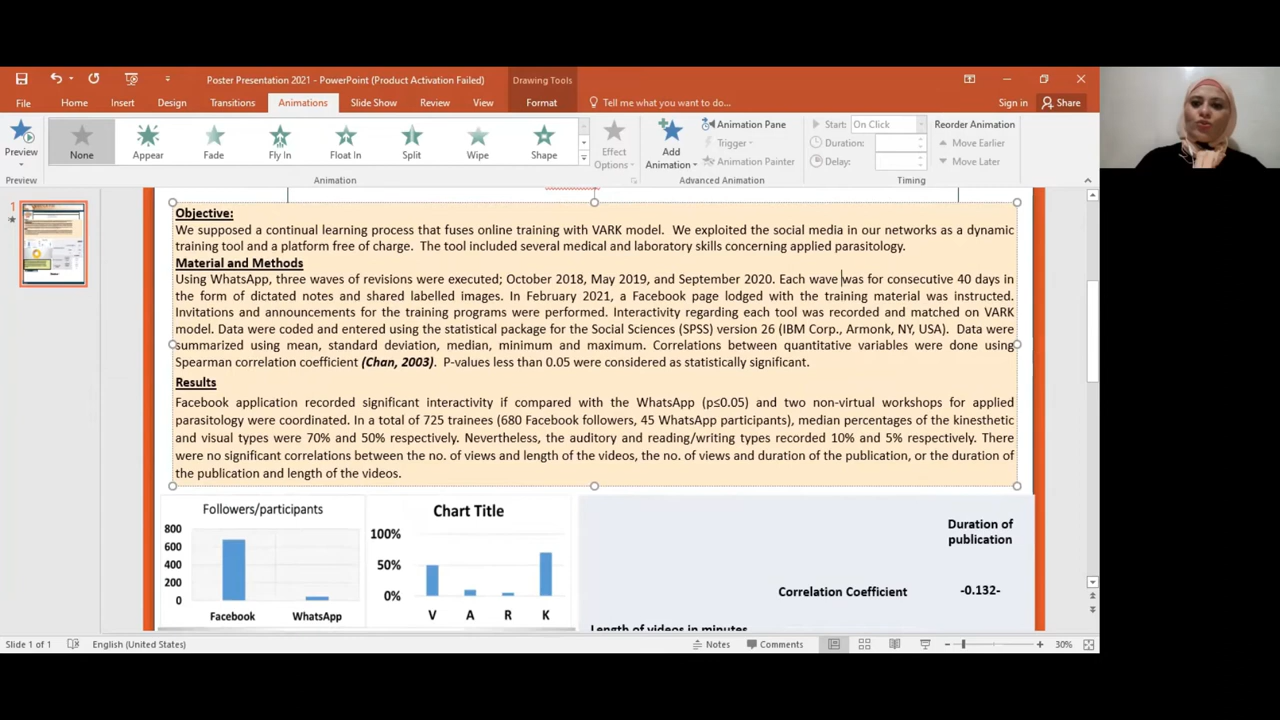 Poster Presentation 2021 - PowerPoint (Product Activation Failed)
Drawing Tools
File
Home
Insert
Design
Transitions
Animations
Slide Show
Review
View
Format
Tell me what you want to do...
Sign in
Share
Preview
None
Appear
Fade
Fly In
Float In
Split
Wipe
Shape
Effect
Options
Add
Animation
Animation Pane
Trigger
Animation Painter
Start: On Click
Duration:
Delay:
Reorder Animation
Move Earlier
Move Later
Preview
Animation
Advanced Animation
Timing
1
Objective:
We supposed a continual learning process that fuses online training with VARK model. We exploited the social media in our networks as a dynamic
training tool and a platform free of charge. The tool included several medical and laboratory skills concerning applied parasitology.
Material and Methods
Using WhatsApp, three waves of revisions were executed; October 2018, May 2019, and September 2020. Each wave was for consecutive 40 days in
the form of dictated notes and shared labelled images. In February 2021, a Facebook page lodged with the training material was instructed.
Invitations and announcements for the training programs were performed. Interactivity regarding each tool was recorded and matched on VARK
model. Data were coded and entered using the statistical package for the Social Sciences (SPSS) version 26 (IBM Corp., Armonk, NY, USA). Data were
summarized using mean, standard deviation, median, minimum and maximum. Correlations between quantitative variables were done using
Spearman correlation coefficient (Chan, 2003). P-values less than 0.05 were considered as statistically significant.
Results
Facebook application recorded significant interactivity if compared with the WhatsApp (p≤0.05) and two non-virtual workshops for applied
parasitology were coordinated. In a total of 725 trainees (680 Facebook followers, 45 WhatsApp participants), median percentages of the kinesthetic
and visual types were 70% and 50% respectively. Nevertheless, the auditory and reading/writing types recorded 10% and 5% respectively. There
were no significant correlations between the no. of views and length of the videos, the no. of views and duration of the publication, or the duration of
the publication and length of the videos.
Followers/participants
800
600
400
200
0
Facebook
WhatsApp
Chart Title
100%
50%
0%
V
A
R
K
Duration of
publication
Correlation Coefficient
-0.132-
Length of videos in minutes
Slide 1 of 1
English (United States)
Notes
Comments
30%